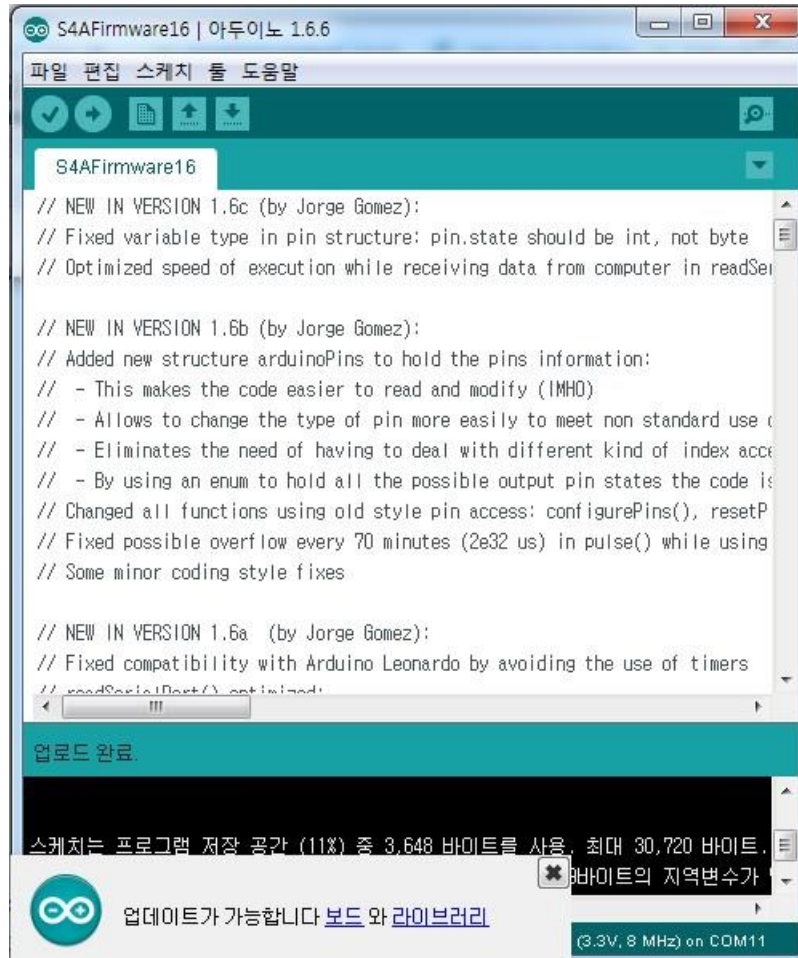 S4AFirmware16 | 아두이노 1.6.6
파일 편집 스케치 툴 도움말
S4AFirmware16
// NEW IN VERSION 1.6c (by Jorge Gomez):
// Fixed variable type in pin structure: pin.state should be int, not byte
// Optimized speed of execution while receiving data from computer in readSer
// NEW IN VERSION 1.6b (by Jorge Gomez):
// Added new structure arduinoPins to hold the pins information:
//  - This makes the code easier to read and modify (IMHO)
//  - Allows to change the type of pin more easily to meet non standard use
//  - Eliminates the need of having to deal with different kind of index acce
//  - By using an enum to hold all the possible output pin states the code is
// Changed all functions using old style pin access: configurePins(), resetP
// Fixed possible overflow every 70 minutes (2e32 us) in pulse() while using
// Some minor coding style fixes
// NEW IN VERSION 1.6a  (by Jorge Gomez):
// Fixed compatibility with Arduino Leonardo by avoiding the use of timers
// readSerialPort() optimized:
업로드 완료.
스케치는 프로그램 저장 공간 (11%) 중 3,648 바이트를 사용. 최대 30,720 바이트.
바이트의 지역변수가
업데이트가 가능합니다 보드 와 라이브러리
(3.3V, 8 MHz) on COM11